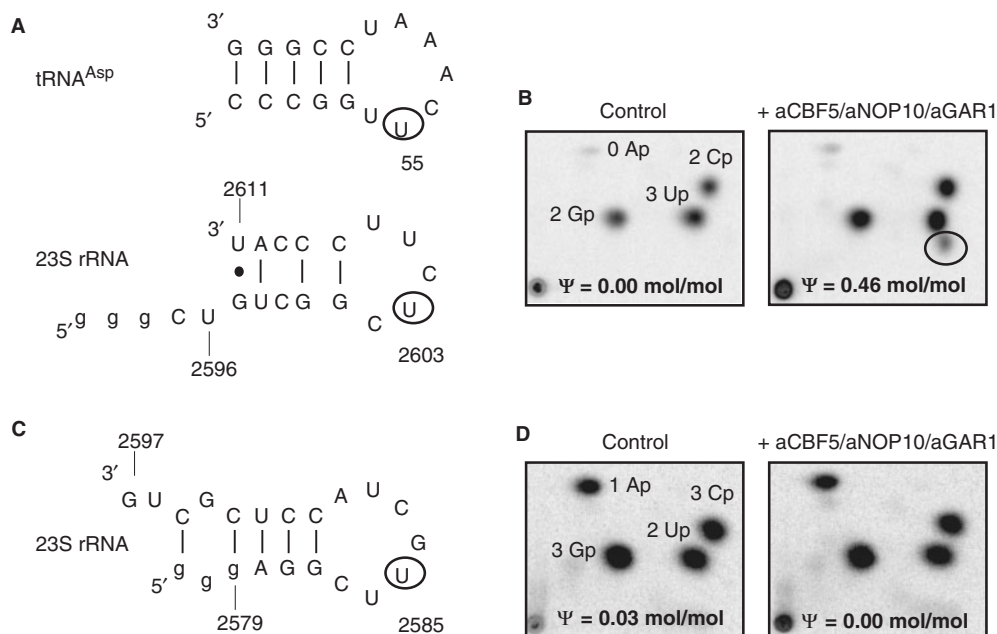 A
3′
U A A
G G G C C
A
tRNA^Asp
C C C G G U U C
5′
55
2611
3′
U A C C C U U
23S rRNA
C
G U C G G C U
5′ g g g C U
2596
2603
B
Control
+ aCBF5/aNOP10/aGAR1
0 Ap
2 Cp
3 Up
2 Gp
Ψ = 0.00 mol/mol
Ψ = 0.46 mol/mol
C
2597
3′
G U C G C U C C A U C
G
23S rRNA
5′ g g g A G G C U U
2579
2585
D
Control
+ aCBF5/aNOP10/aGAR1
1 Ap
3 Cp
2 Up
3 Gp
Ψ = 0.03 mol/mol
Ψ = 0.00 mol/mol